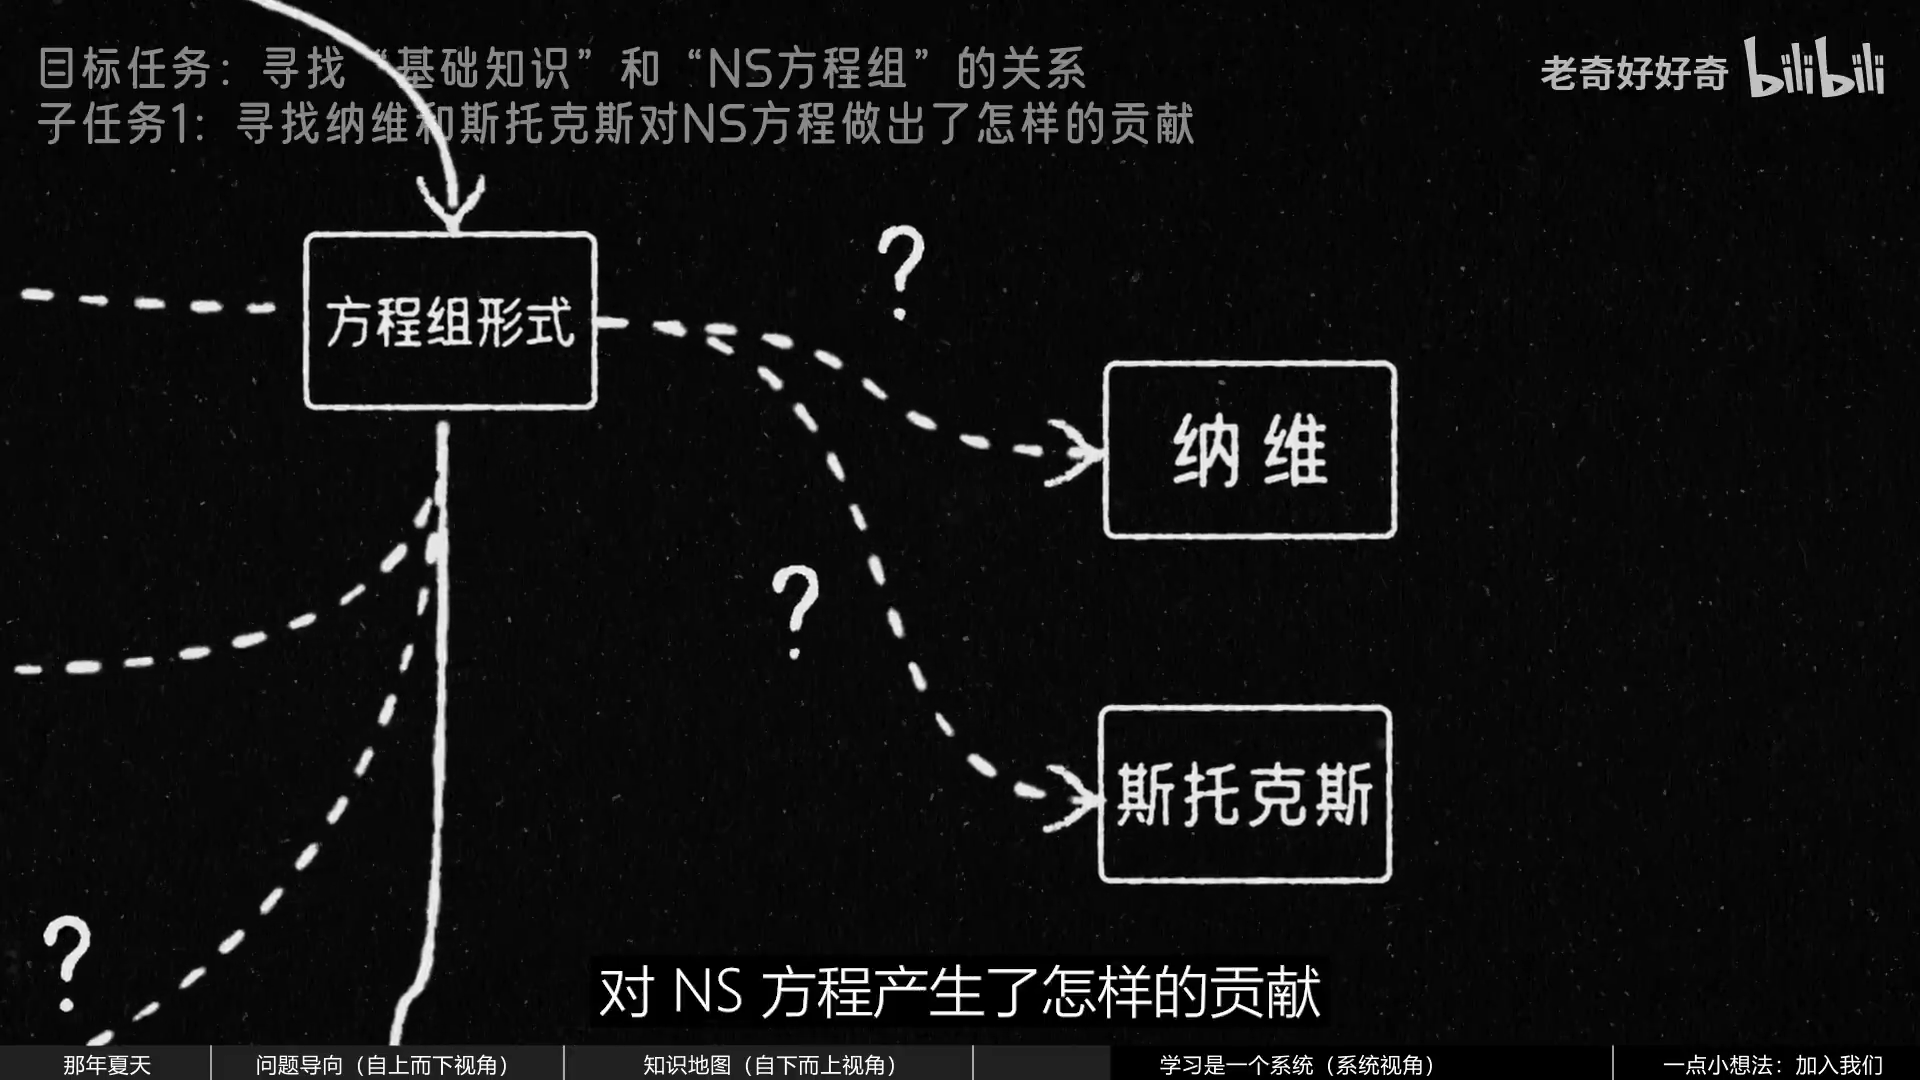 目标任务：寻找“基础知识”和“NS方程组”的关系
子任务1：寻找纳维和斯托克斯对NS方程做出了怎样的贡献
老奇好好奇 bilibili
?
方程组形式
纳维
?
斯托克斯
?
对 NS 方程产生了怎样的贡献
那年夏天
问题导向（自上而下视角）
知识地图（自下而上视角）
学习是一个系统（系统视角）
一点小想法：加入我们